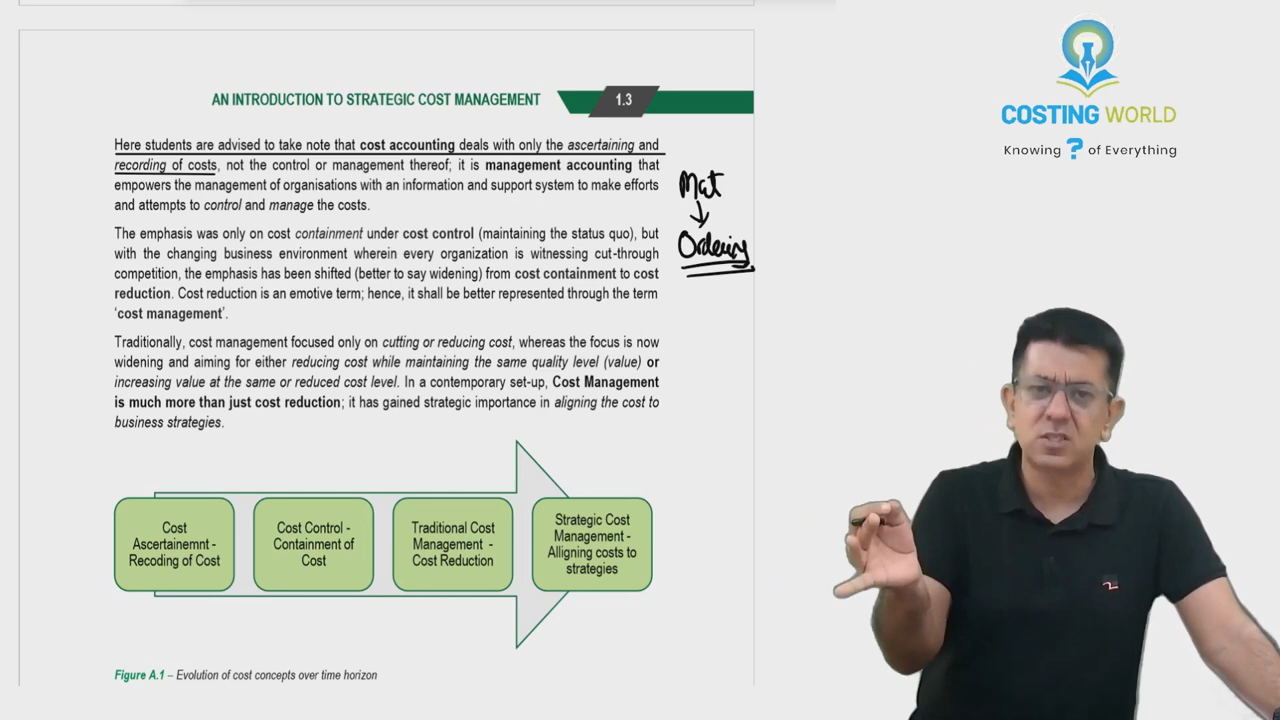 AN INTRODUCTION TO STRATEGIC COST MANAGEMENT
1.3
Here students are advised to take note that cost accounting deals with only the ascertaining and
recording of costs, not the control or management thereof; it is management accounting that
empowers the management of organisations with an information and support system to make efforts
and attempts to control and manage the costs.
The emphasis was only on cost containment under cost control (maintaining the status quo), but
with the changing business environment wherein every organization is witnessing cut-through
competition, the emphasis has been shifted (better to say widening) from cost containment to cost
reduction. Cost reduction is an emotive term; hence, it shall be better represented through the term
‘cost management’.
Traditionally, cost management focused only on cutting or reducing cost, whereas the focus is now
widening and aiming for either reducing cost while maintaining the same quality level (value) or
increasing value at the same or reduced cost level. In a contemporary set-up, Cost Management
is much more than just cost reduction; it has gained strategic importance in aligning the cost to
business strategies.
Cost
Ascertainemnt -
Recoding of Cost
Cost Control -
Containment of
Cost
Traditional Cost
Management -
Cost Reduction
Strategic Cost
Management -
Alligning costs to
strategies
Figure A.1 – Evolution of cost concepts over time horizon
Mat
Ordering
COSTING WORLD
Knowing ? of Everything